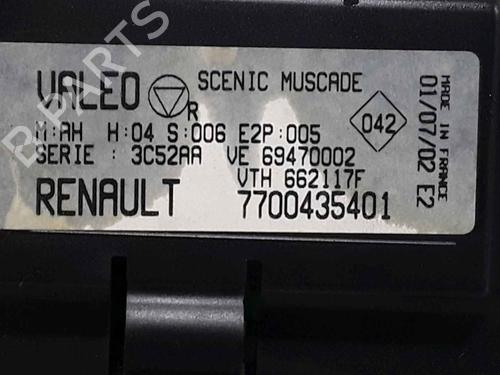 VALEO R SCENIC MUSCADE
M:AH H:04 S:006 E2P:005
042
SERIE : 3C52AA VE 69470002
VTH 662117F
RENAULT 7700435401
MADE IN FRANCE
01/07/02 E2
B-PARTS